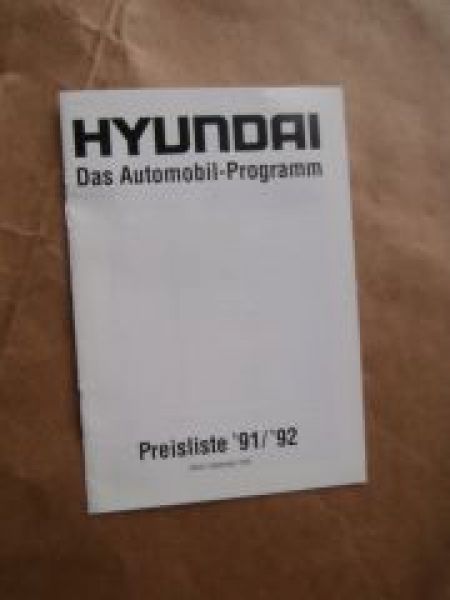 HYUNDAI
Das Automobil-Programm
Preisliste '91/'92